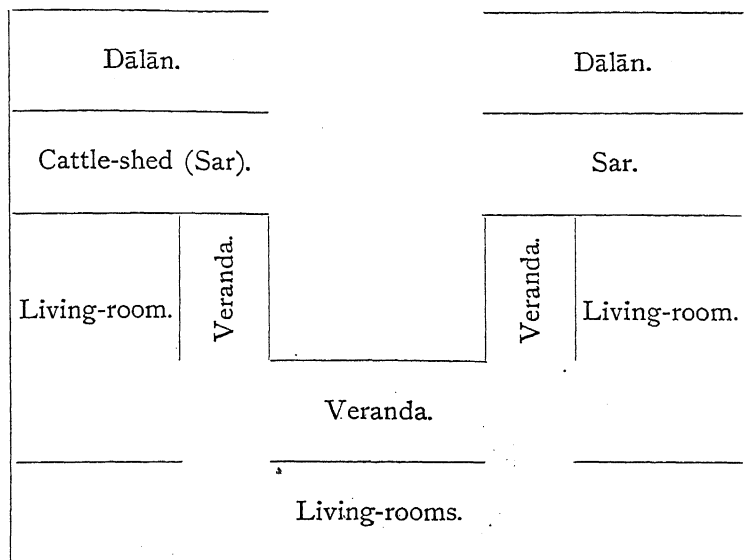 Dālān. Dālān.
Cattle-shed (Sar). Sar.
Living-room. Veranda. Veranda. Living-room.
Veranda.
Living-rooms.